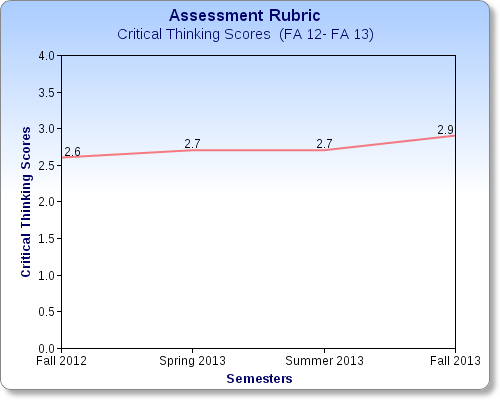 Assessment Rubric
Critical Thinking Scores (FA 12- FA 13)
Critical Thinking Scores
4.0
3.5
3.0
2.5
2.0
1.5
1.0
0.5
0.0
2.6
2.7
2.7
2.9
Fall 2012 Spring 2013 Summer 2013 Fall 2013
Semesters